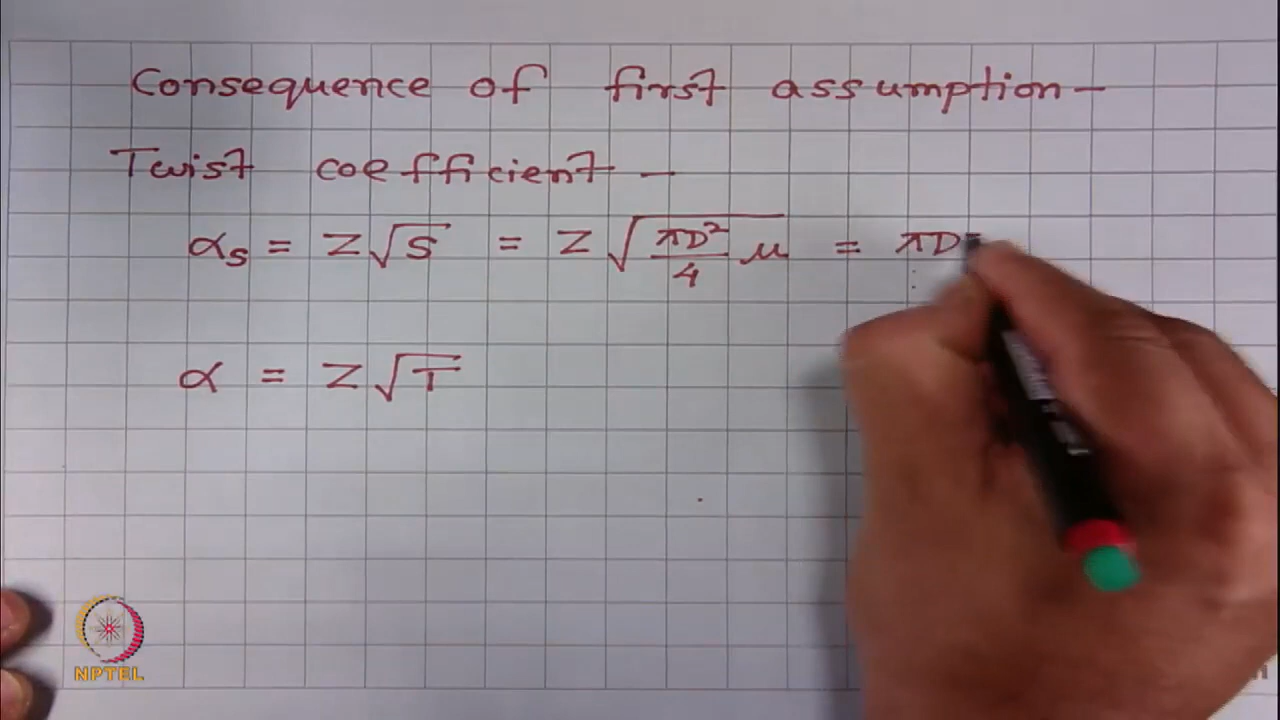 Consequence of first assumption –
Twist coefficient –
αₛ = Z√S = Z√(πD²/4 μ) = πD
α = Z√T
NPTEL